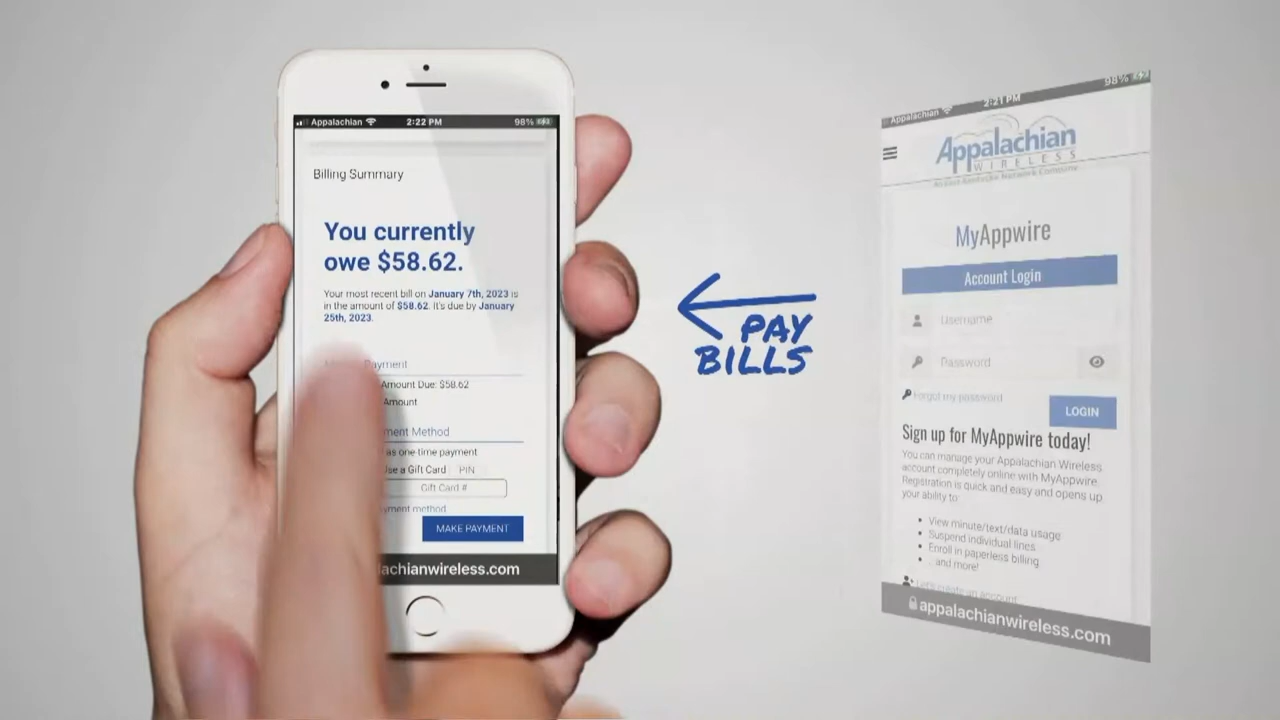 Appalachian 2:22 PM 98%
Billing Summary
You currently
owe $58.62.
Your most recent bill on January 7th, 2023 is
in the amount of $58.62. It's due by January
25th, 2023.
Payment
Amount Due: $58.62
Amount
Method
as one time payment
a Gift Card PIN
Gift Card #
method
MAKE PAYMENT
achianwireless.com
PAY
BILLS
Appalachian 2:21 PM 98%
Appalachian
WIRELESS
MyAppwire
Account Login
Username
Password
Forgot my password
LOGIN
Sign up for MyAppwire today!
You can manage your Appalachian Wireless
account completely online with MyAppwire.
Registration is quick and easy and opens up
your ability to
• View minute/text/data usage
• Suspend individual lines
• Enroll in paperless billing
• ...and more!
Let's create an account
appalachianwireless.com